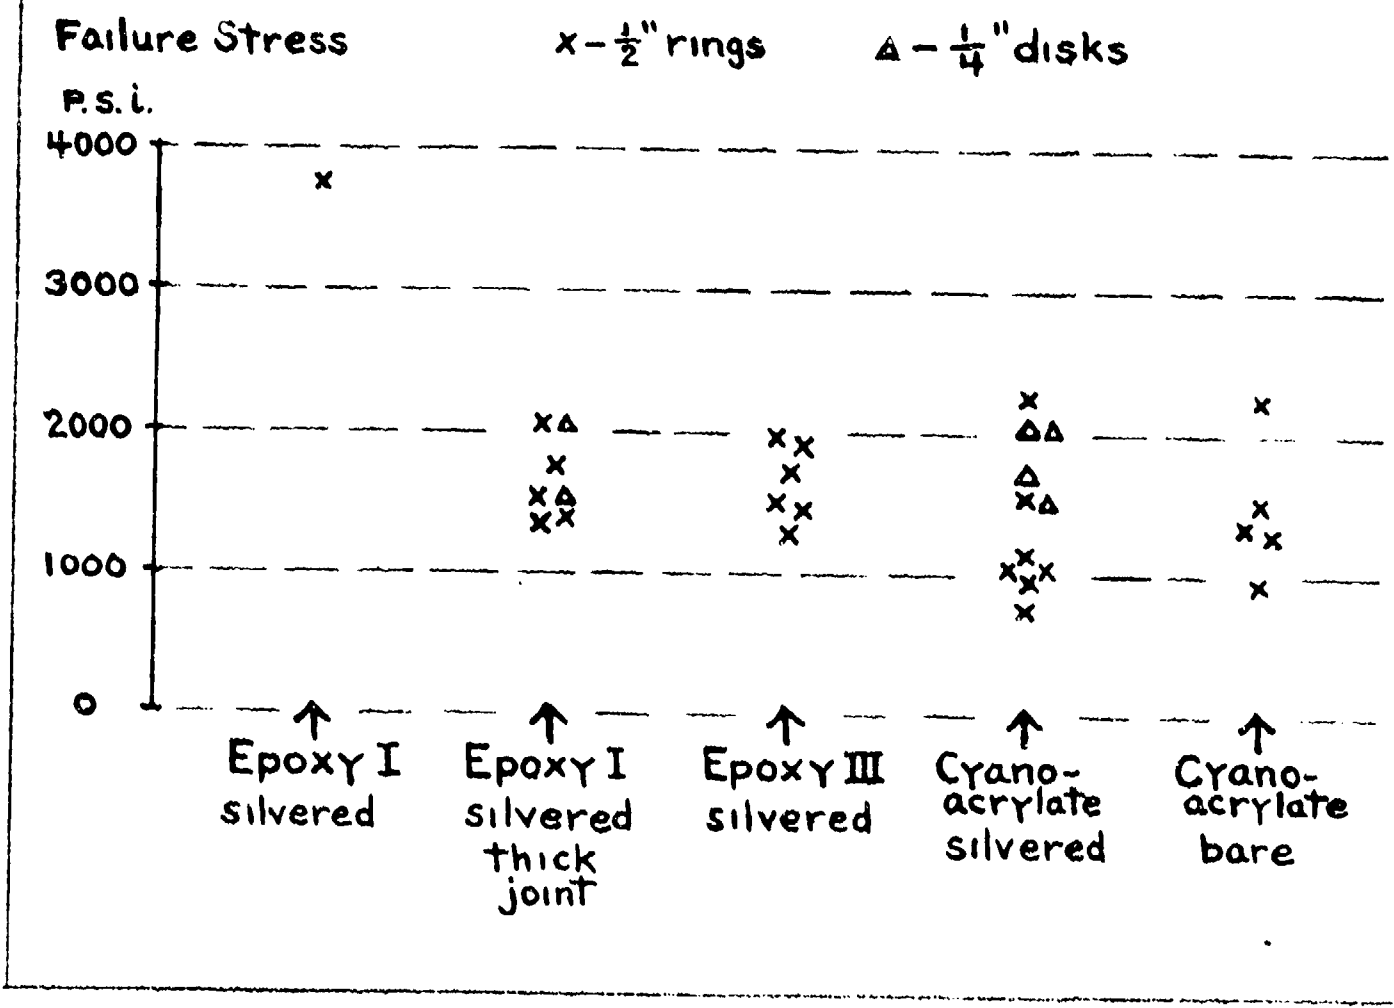 Failure Stress x-1/2" rings Δ-1/4" disks
P.s.i.
4000
3000
2000
1000
0
Epoxy I Epoxy I Epoxy III Cyano- Cyano-
silvered silvered silvered acrylate acrylate
thick silvered bare
joint